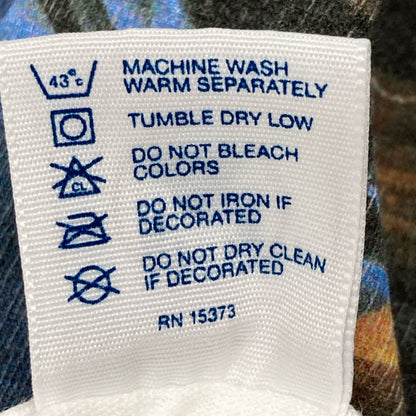 43°C MACHINE WASH
WARM SEPARATELY
TUMBLE DRY LOW
CL DO NOT BLEACH
COLORS
DO NOT IRON IF
DECORATED
DO NOT DRY CLEAN
IF DECORATED
RN 15373